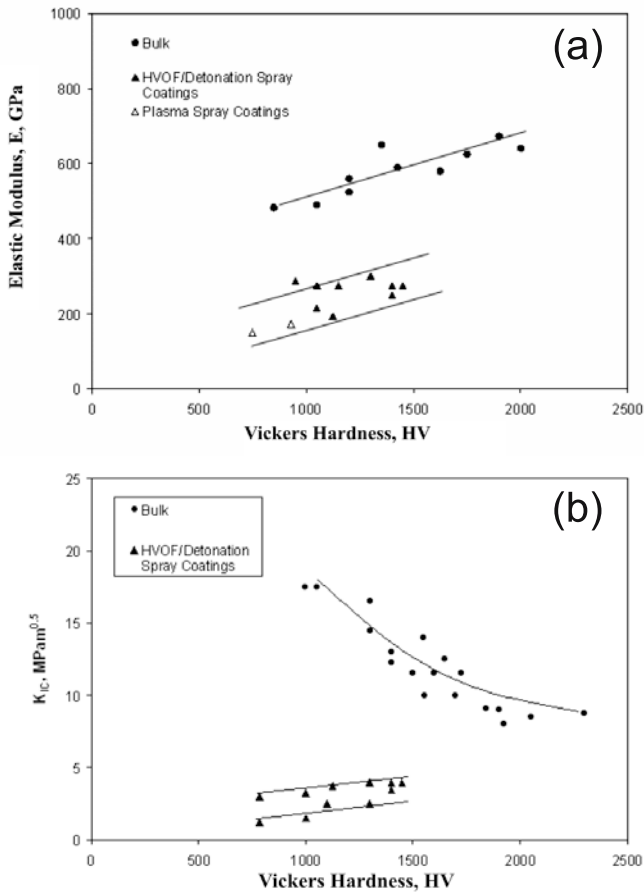 1000
(a)
Bulk
800
HVOF/Detonation Spray
Coatings
Plasma Spray Coatings
600
Elastic Modulus, E, GPa
400
200
0
0 500 1000 1500 2000 2500
Vickers Hardness, HV
25
(b)
Bulk
20
HVOF/Detonation
Spray Coatings
15
K_IC, MPam^0.5
10
5
0
0 500 1000 1500 2000 2500
Vickers Hardness, HV